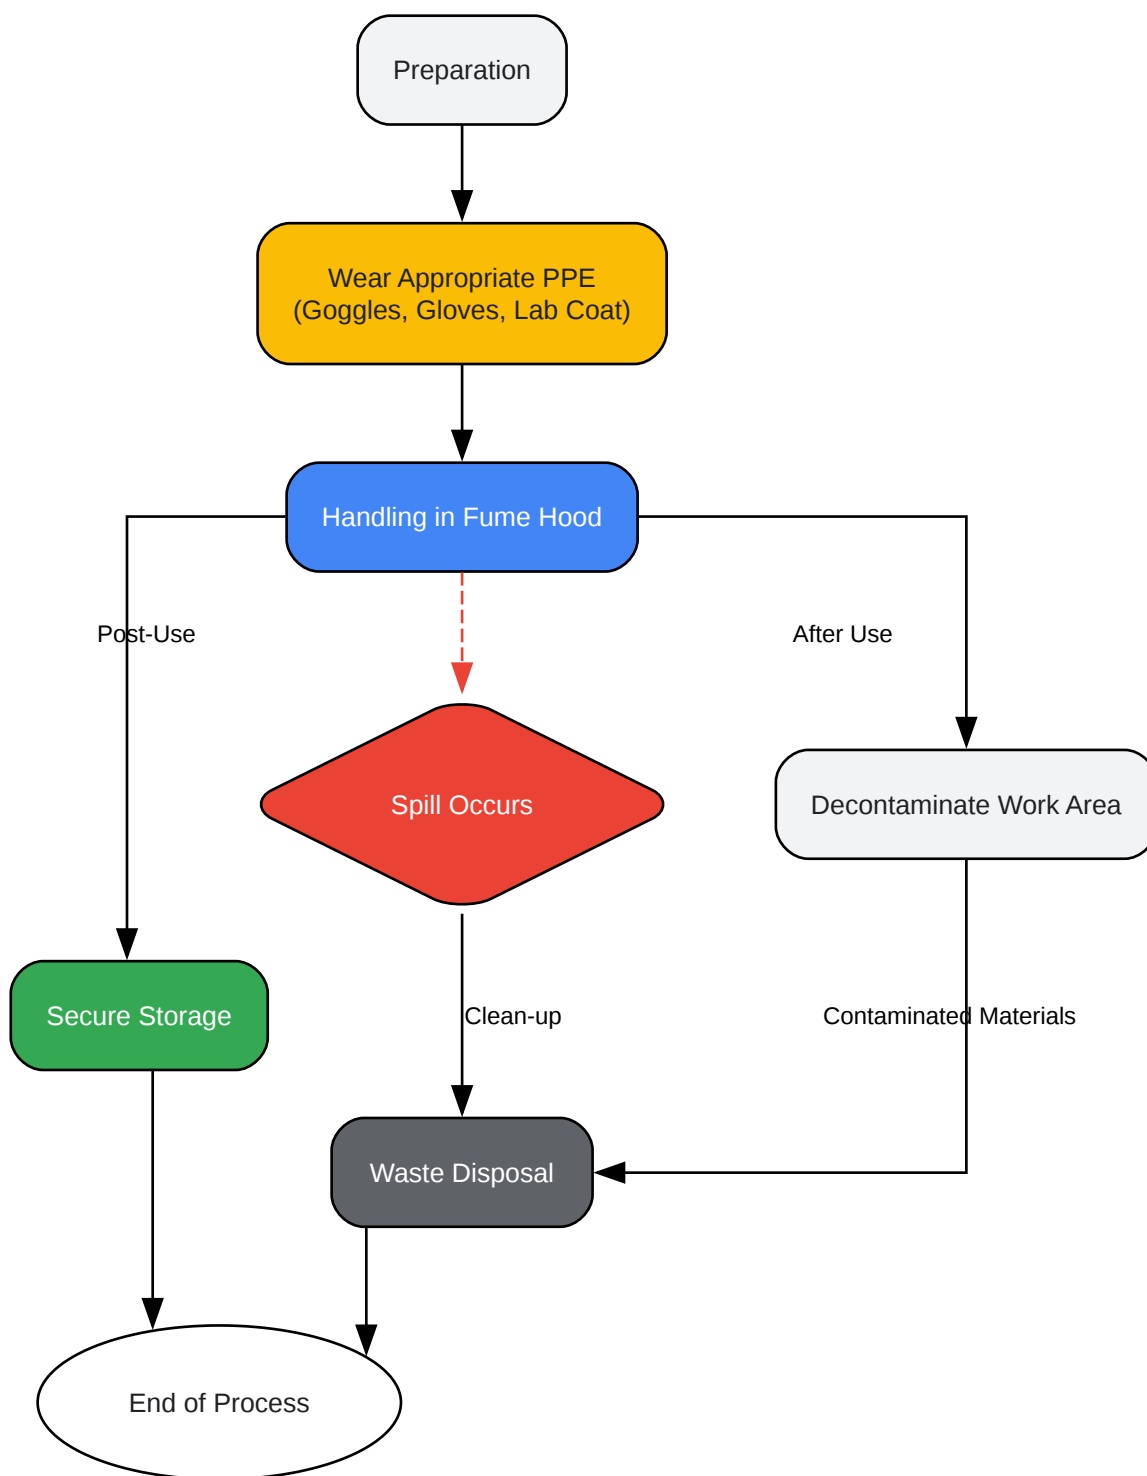 Preparation
Wear Appropriate PPE
(Goggles, Gloves, Lab Coat)
Handling in Fume Hood
Post-Use
After Use
Spill Occurs
Decontaminate Work Area
Secure Storage
Clean-up
Contaminated Materials
Waste Disposal
End of Process